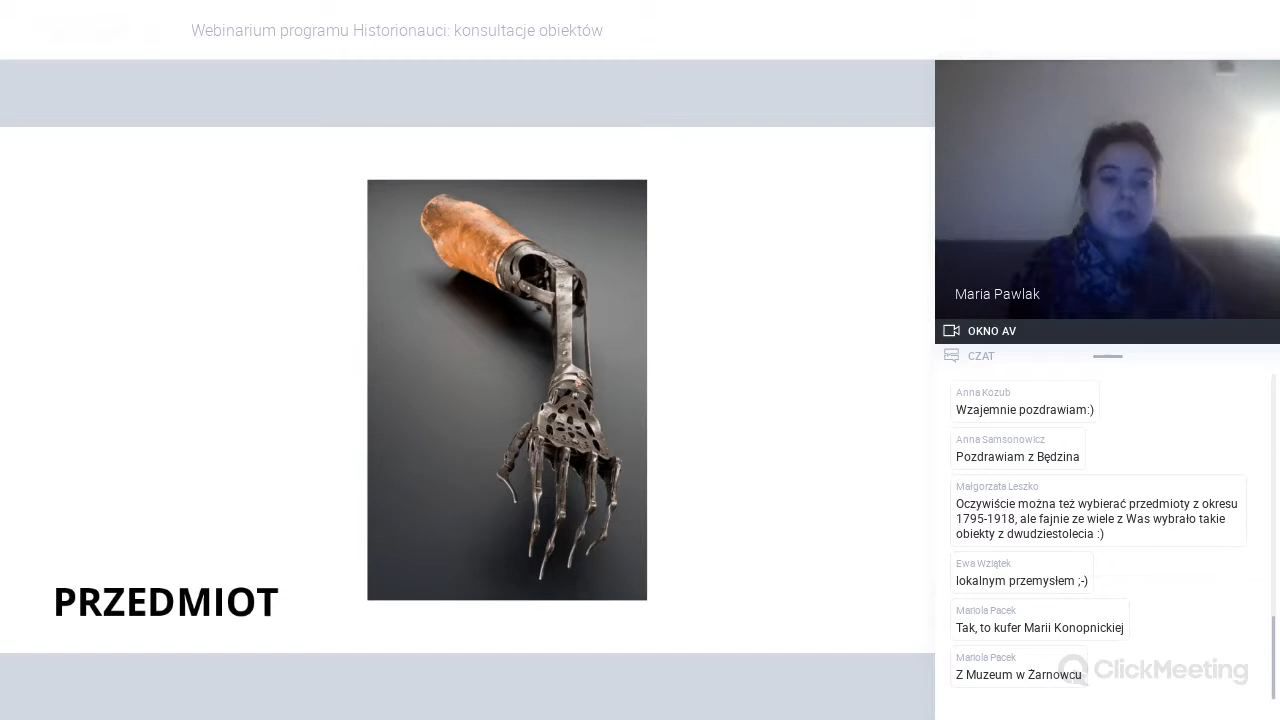 Webinarium programu Historionauci: konsultacje obiektów
PRZEDMIOT
Maria Pawlak
OKNO AV
CZAT
Anna Kozub
Wzajemnie pozdrawiam:)
Anna Samsonowicz
Pozdrawiam z Będzina
Małgorzata Leszko
Oczywiście można też wybierać przedmioty z okresu
1795-1918, ale fajnie ze wiele z Was wybrało takie
obiekty z dwudziestolecia :)
Ewa Wziątek
lokalnym przemysłem ;-)
Mariola Pacek
Tak, to kufer Marii Konopnickiej
Mariola Pacek
Z Muzeum w Żarnowcu
ClickMeeting